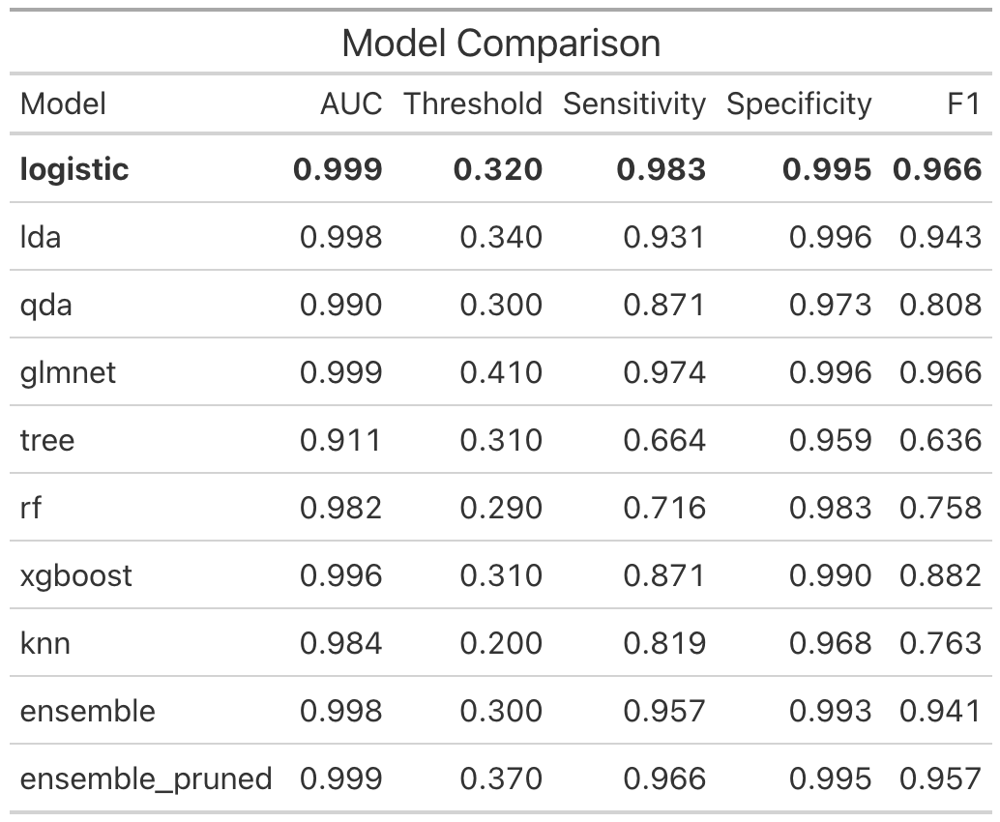 Model Comparison
Model AUC Threshold Sensitivity Specificity F1
logistic 0.999 0.320 0.983 0.995 0.966
lda 0.998 0.340 0.931 0.996 0.943
qda 0.990 0.300 0.871 0.973 0.808
glmnet 0.999 0.410 0.974 0.996 0.966
tree 0.911 0.310 0.664 0.959 0.636
rf 0.982 0.290 0.716 0.983 0.758
xgboost 0.996 0.310 0.871 0.990 0.882
knn 0.984 0.200 0.819 0.968 0.763
ensemble 0.998 0.300 0.957 0.993 0.941
ensemble_pruned 0.999 0.370 0.966 0.995 0.957